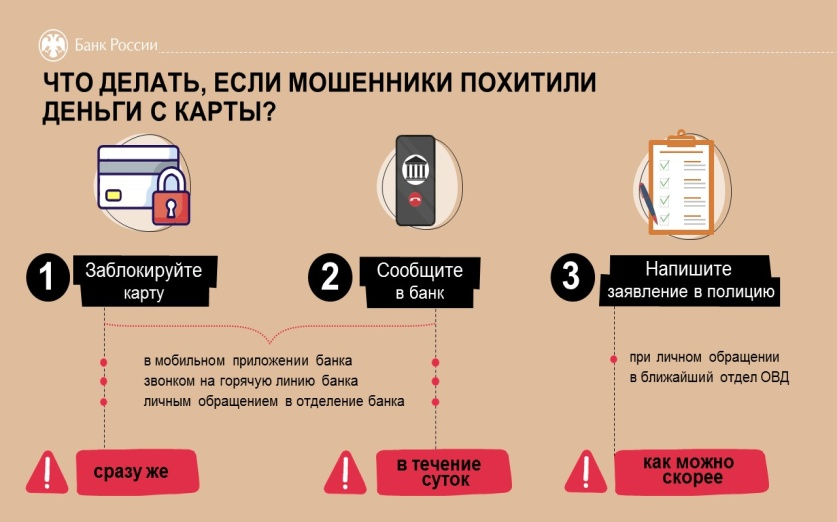 Банк России
ЧТО ДЕЛАТЬ, ЕСЛИ МОШЕННИКИ ПОХИТИЛИ
ДЕНЬГИ С КАРТЫ?
1
Заблокируйте
карту
2
Сообщите
в банк
3
Напишите
заявление в полицию
в мобильном приложении банка
звонком на горячую линию банка
личным обращением в отделение банка
при личном обращении
в ближайший отдел ОВД
сразу же
в течение
суток
как можно
скорее